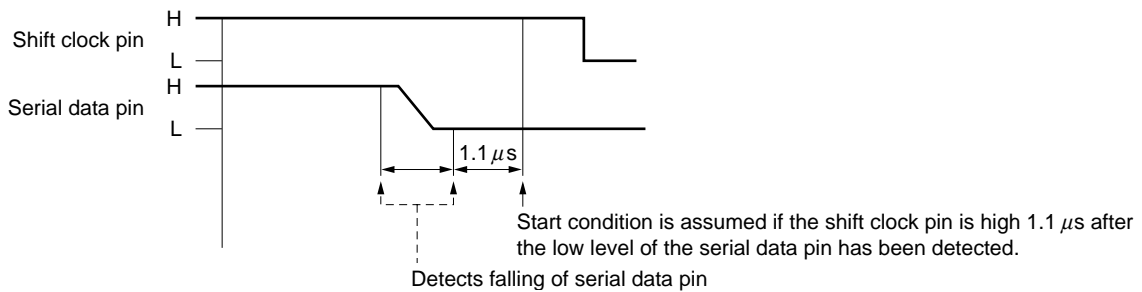 H
Shift clock pin
L
H
Serial data pin
L
1.1 μs
Start condition is assumed if the shift clock pin is high 1.1 μs after
the low level of the serial data pin has been detected.
Detects falling of serial data pin